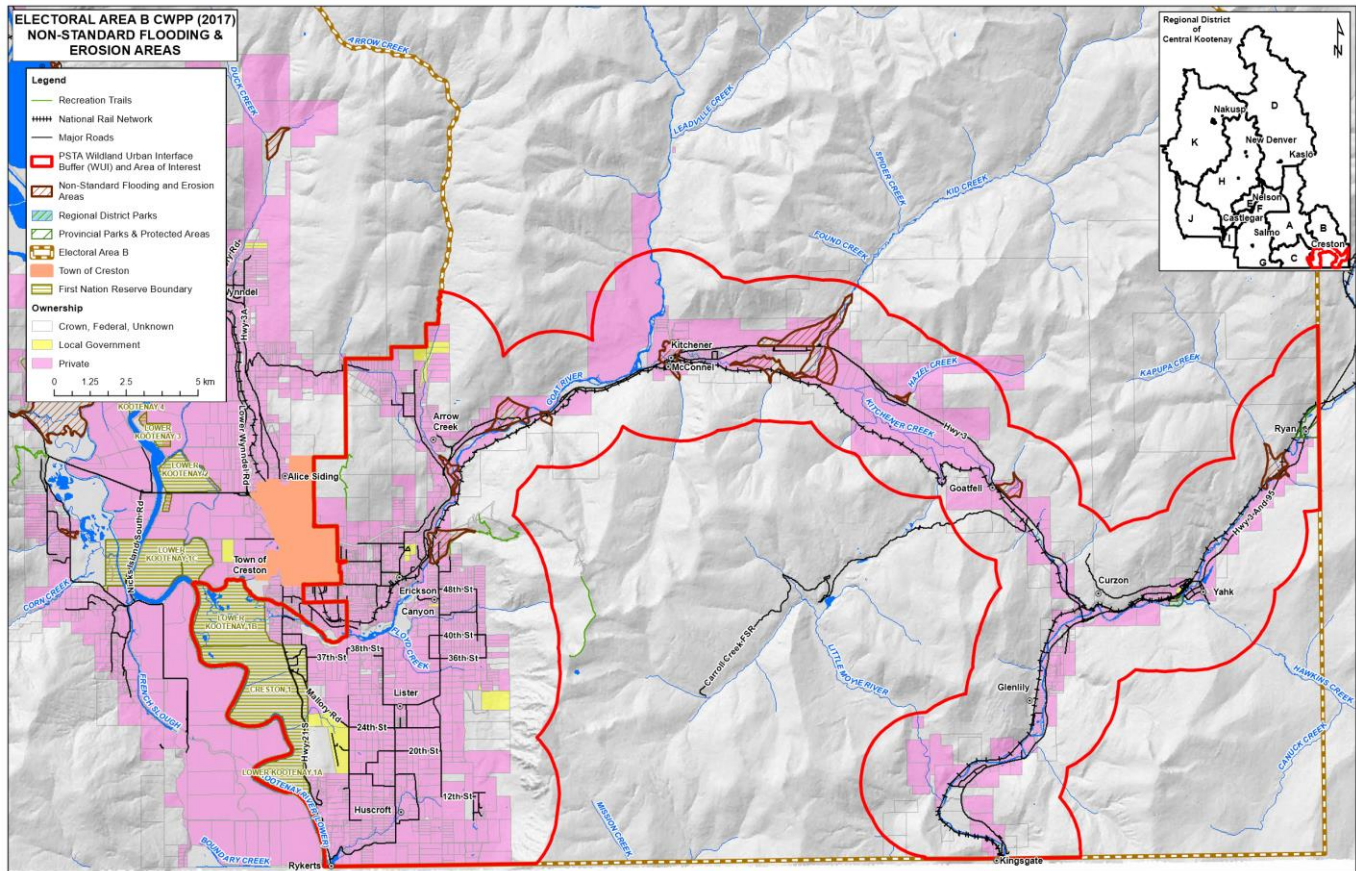 ELECTORAL AREA B CWPP (2017)
NON-STANDARD FLOODING &
EROSION AREAS
Legend
Recreation Trails
National Rail Network
Major Roads
PSTA Wildland Urban Interface
Buffer (WUI) and Area of Interest
Non-Standard Flooding and Erosion
Areas
Regional District Parks
Provincial Parks & Protected Areas
Electoral Area B
Town of Creston
First Nation Reserve Boundary
Ownership
Crown, Federal, Unknown
Local Government
Private
0 1.25 2.5 5 km
Regional District
of
Central Kootenay
N
D
Nakusp
K
New Denver
Kaslo
H
Nelson
E
F
Castlegar
J
Salmo
A
B
I
Creston
G
C
ARROW CREEK
DUCK CREEK
LEADVILLE CREEK
SPIDER CREEK
KID CREEK
FOUND CREEK
Wynndel
Hwy-3A
Kitchener
McConnel
GOAT RIVER
HAZEL CREEK
KAPUPA CREEK
KITCHENER CREEK
Hwy-3
Arrow
Creek
Ryan
KOOTENAY 4
LOWER
KOOTENAY 3
LOWER
KOOTENAY 2
Lower Wynndel Rd
Alice Siding
Goatfell
Hwy-3-And-95
Nicks Island South Rd
LOWER
KOOTENAY 1C
Town of
Creston
Erickson
48th-St
Canyon
Curzon
Yahk
CORN CREEK
LOWER
KOOTENAY 1B
FLOYD CREEK
40th-St
38th-St
37th-St
36th-St
Carroll Creek-FSR
LITTLE MOYIE RIVER
HAWKINS CREEK
FRENCH SLOUGH
CRESTON 1
Mallory-Rd
Lister
Glenlily
24th-St
Hwy-21-S
20th-St
CANUCK CREEK
LOWER KOOTENAY 1A
12th-St
KOOTENAY RIVER, LOWER
Huscroft
MISSION CREEK
BOUNDARY CREEK
Rykerts
Kingsgate